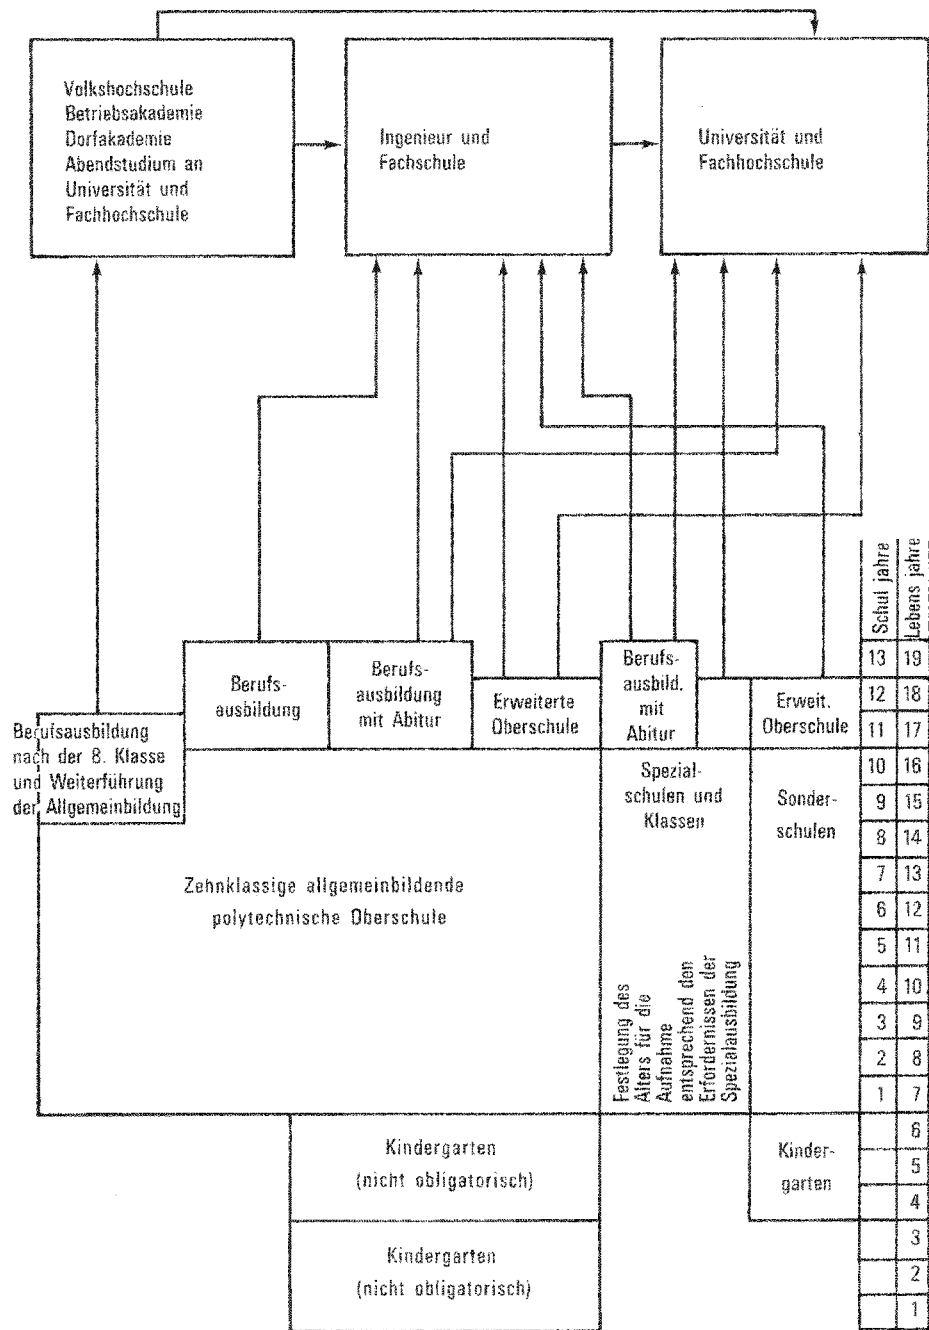 Volkshochschule
Betriebsakademie
Dorfakademie
Abendstudium an
Universität und
Fachhochschule
Ingenieur und
Fachschule
Universität und
Fachhochschule
Schul jahre
Lebens jahre
Berufsausbildung
nach der 8. Klasse
und Weiterführung
der Allgemeinbildung
Berufs-
ausbildung
Berufs-
ausbildung
mit Abitur
Erweiterte
Oberschule
Berufs-
ausbild.
mit
Abitur
Erweit.
Oberschule
Spezial-
schulen und
Klassen
Sonder-
schulen
Zehnklassige allgemeinbildende
polytechnische Oberschule
Festlegung des
Alters für die
Aufnahme
entsprechend den
Erfordernissen der
Spezialausbildung
Kindergarten
(nicht obligatorisch)
Kinder-
garten
Kindergarten
(nicht obligatorisch)
13 19
12 18
11 17
10 16
9 15
8 14
7 13
6 12
5 11
4 10
3 9
2 8
1 7
6
5
4
3
2
1